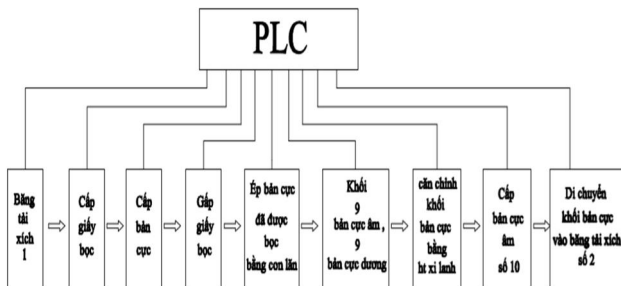 PLC
Băng
tải
xích
1
Cấp
giấy
bọc
Cấp
bản
cực
Gấp
giấy
bọc
Ép bản cực
đã được
bọc
bằng con lăn
Khối
9
bản cực âm ,
9
bản cực dương
căn chỉnh
khối
bản cực
bằng
ht xi lanh
Cấp
bản cực
âm
số 10
Di chuyển
khối bản cực
vào băng tải xích
số 2